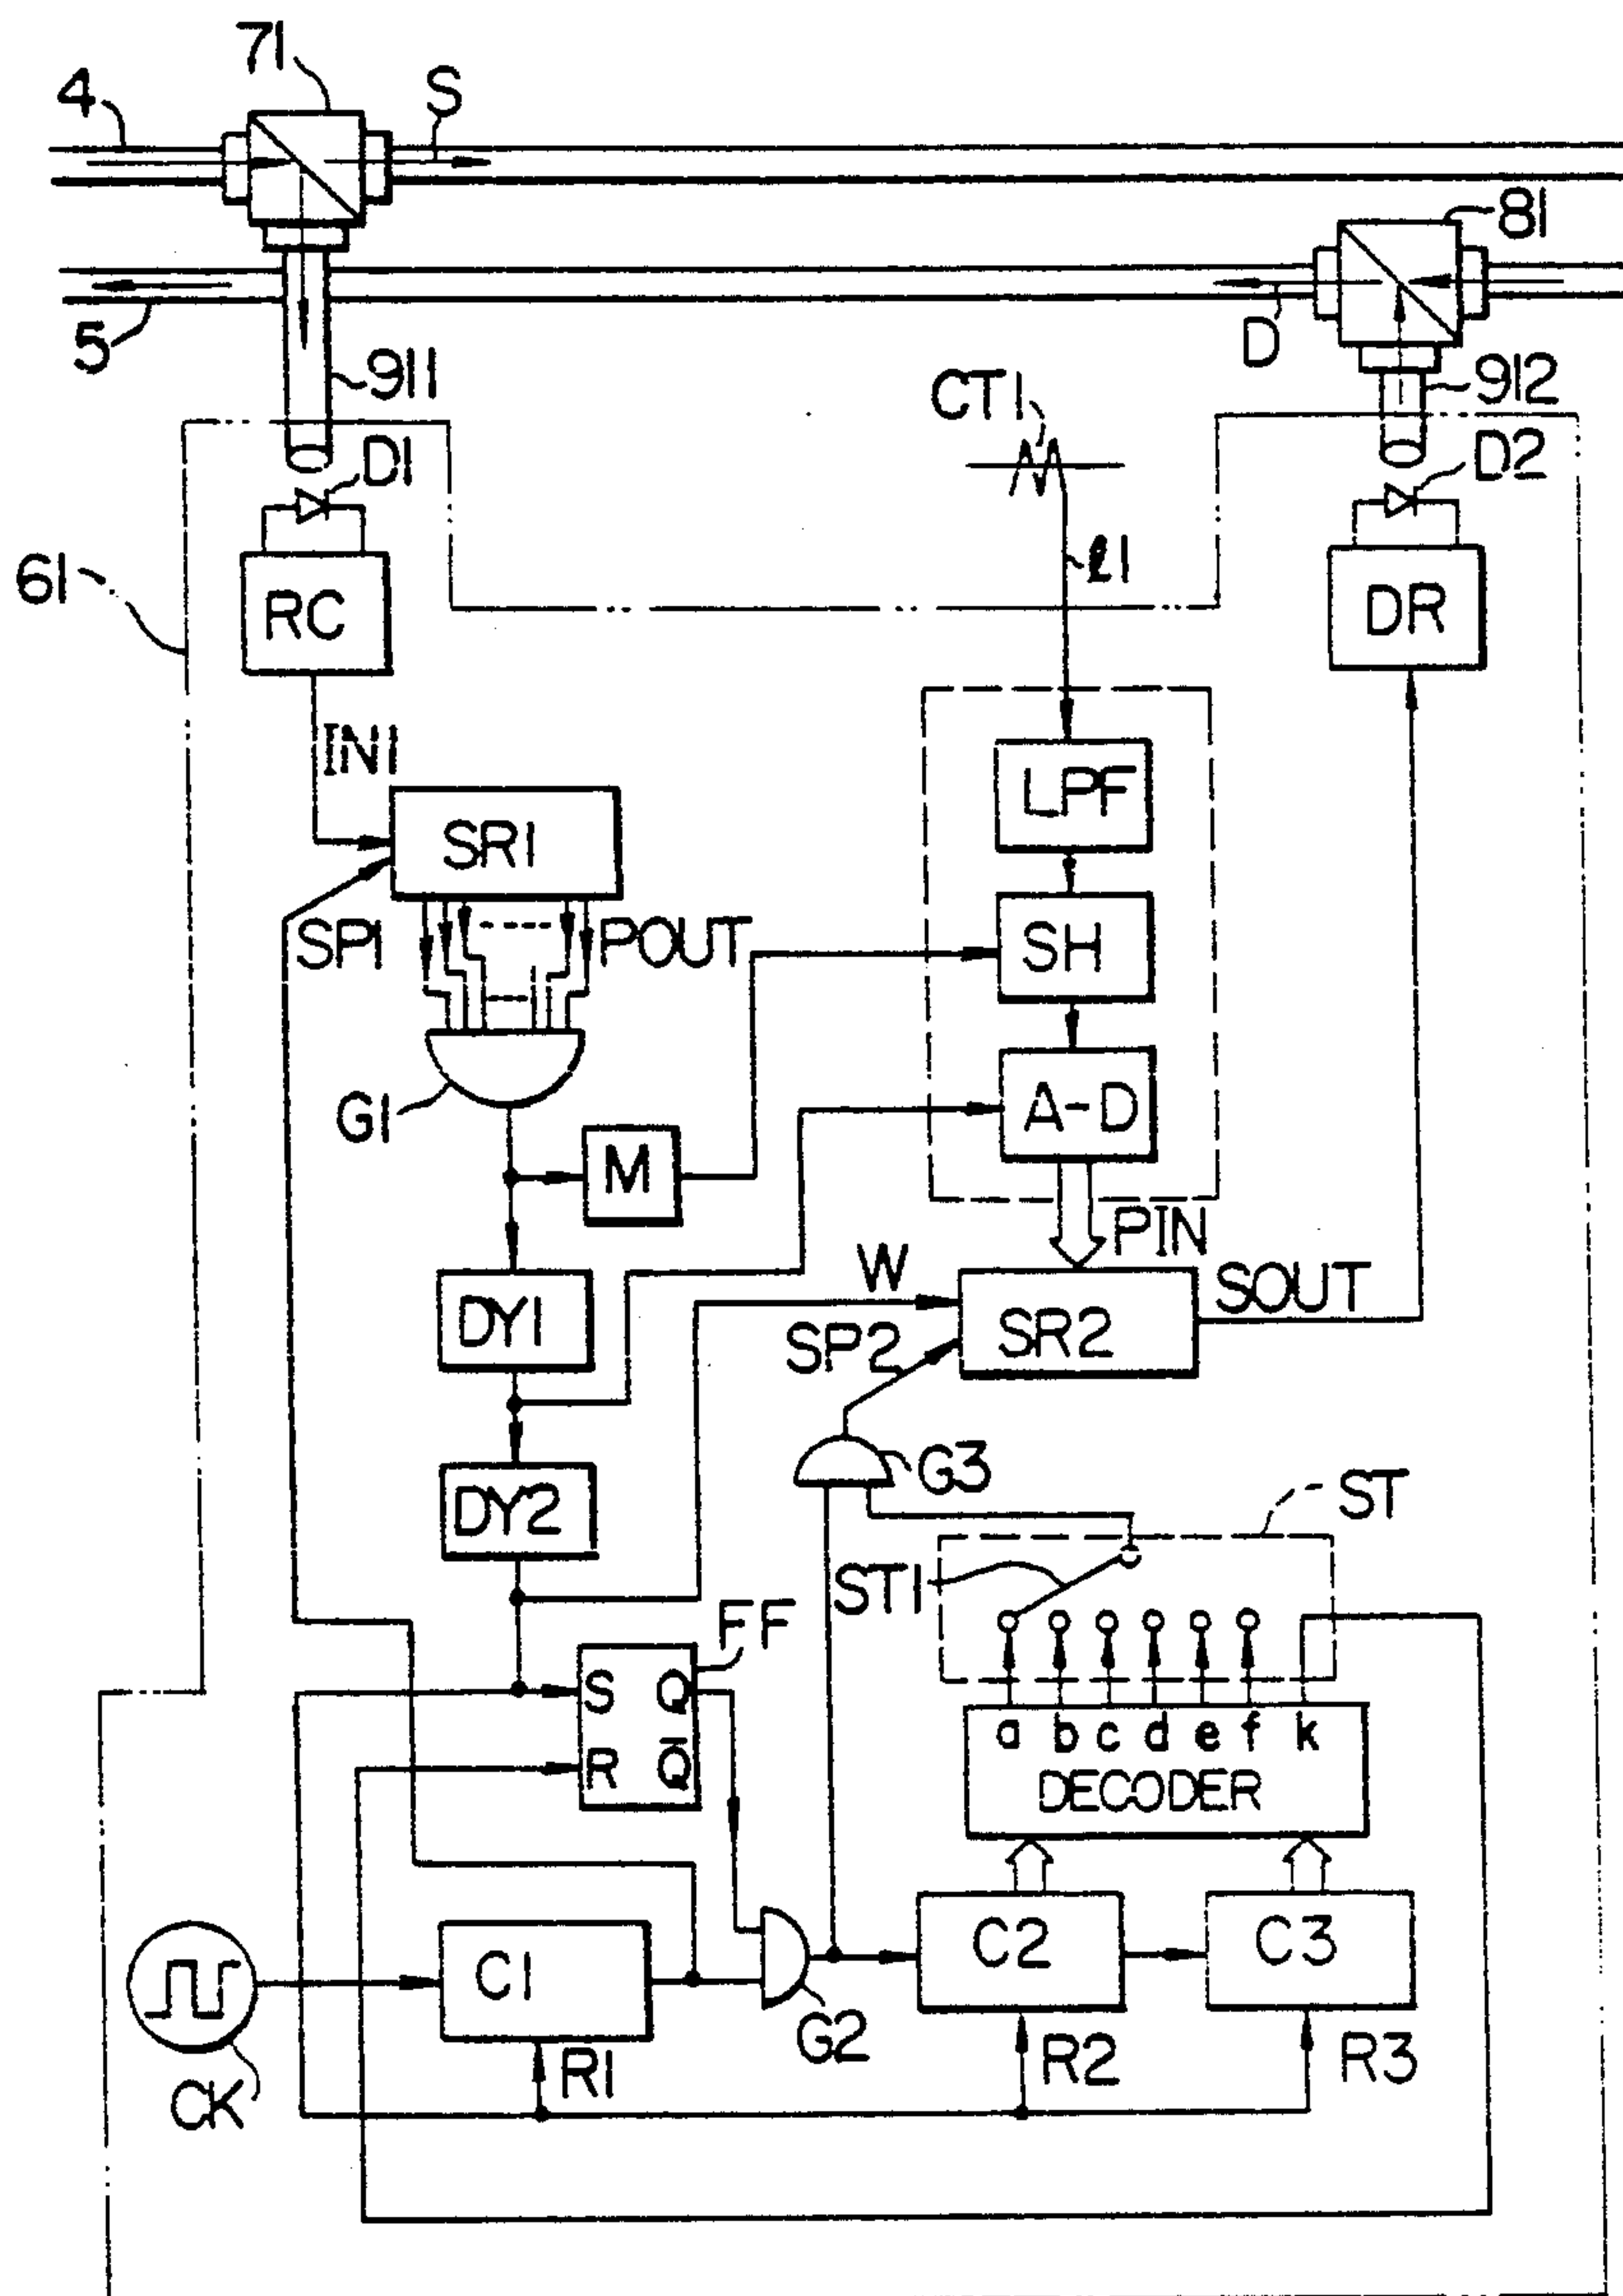 71
4
S
81
5
D
911
912
CT1
D1
D2
ℓ1
61
RC
DR
IN1
LPF
SR1
SP1
POUT
SH
G1
A-D
M
PIN
W
SOUT
DY1
SP2
SR2
G3
DY2
ST
ST1
FF
S Q
a b c d e f k
R Q̄
DECODER
C1
C2
C3
G2
R1
R2
R3
CK